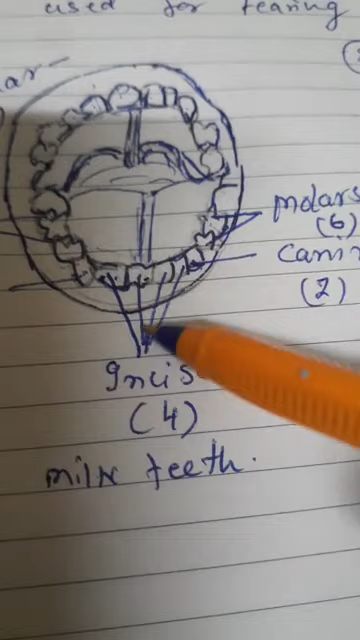 used for tearing
molars
(6)
(2)
(4)
milk teeth.